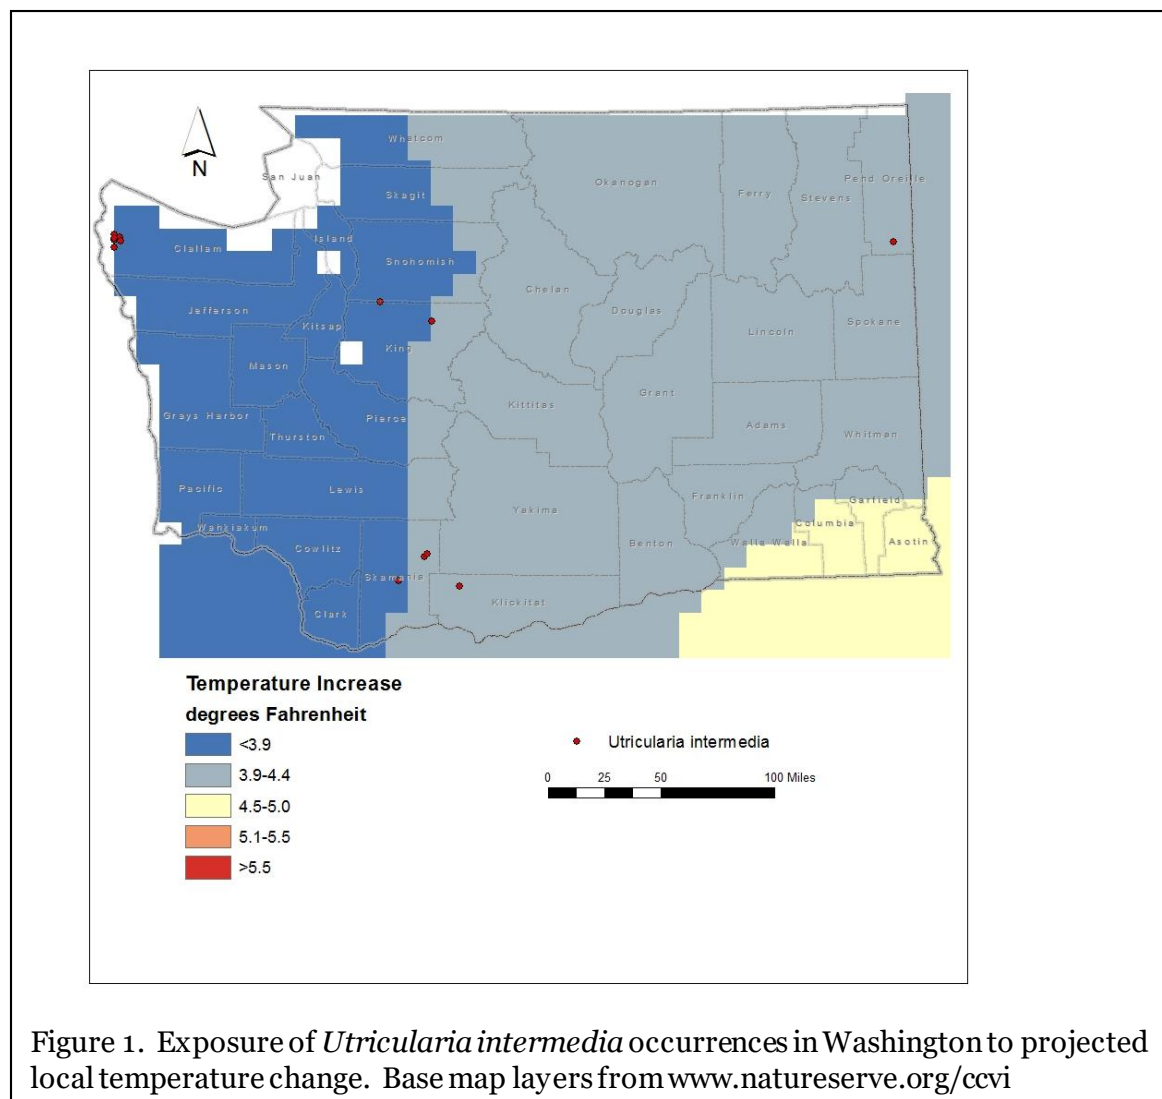 N
Whatcom
San Juan
Skagit
Okanogan
Ferry
Stevens
Pend Oreille
Clallam
Island
Snohomish
Chelan
Jefferson
Kitsap
Douglas
Lincoln
Spokane
King
Mason
Grant
Kittitas
Grays Harbor
Pierce
Thurston
Adams
Whitman
Pacific
Lewis
Yakima
Franklin
Garfield
Wahkiakum
Cowlitz
Benton
Walla Walla
Columbia
Asotin
Skamania
Klickitat
Clark
Temperature Increase
degrees Fahrenheit
<3.9
3.9-4.4
4.5-5.0
5.1-5.5
>5.5
Utricularia intermedia
0 25 50 100 Miles
Figure 1. Exposure of Utricularia intermedia occurrences in Washington to projected
local temperature change. Base map layers from www.natureserve.org/ccvi